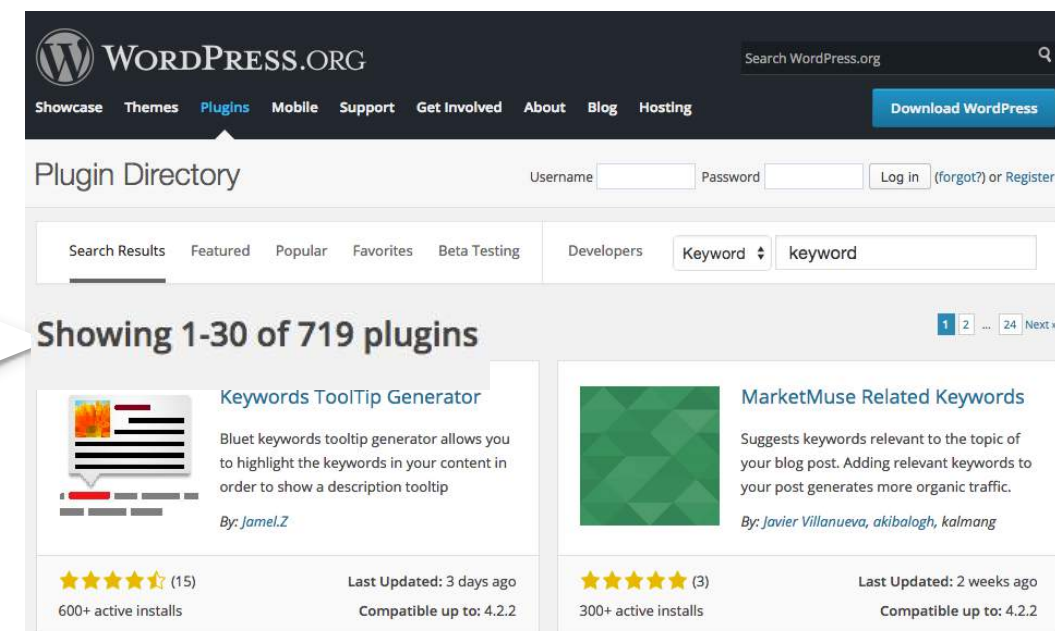 WORDPRESS.ORG
Search WordPress.org
Showcase Themes Plugins Mobile Support Get Involved About Blog Hosting
Download WordPress
Plugin Directory
Username Password Log in (forgot?) or Register
Search Results Featured Popular Favorites Beta Testing Developers Keyword keyword
Showing 1-30 of 719 plugins
1 2 ... 24 Next »
Keywords ToolTip Generator
Bluet keywords tooltip generator allows you
to highlight the keywords in your content in
order to show a description tooltip
By: Jamel.Z
(15)
Last Updated: 3 days ago
600+ active installs
Compatible up to: 4.2.2
MarketMuse Related Keywords
Suggests keywords relevant to the topic of
your blog post. Adding relevant keywords to
your post generates more organic traffic.
By: Javier Villanueva, akibalogh, kalmang
(3)
Last Updated: 2 weeks ago
300+ active installs
Compatible up to: 4.2.2